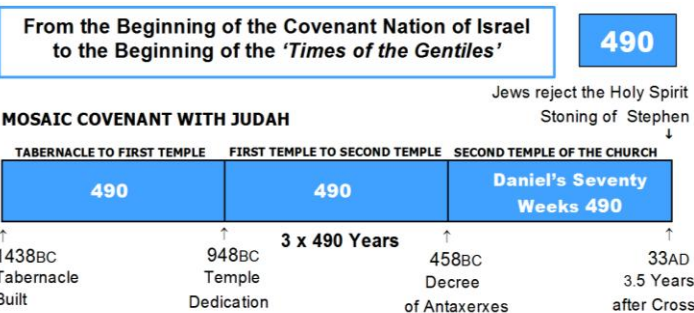 From the Beginning of the Covenant Nation of Israel
to the Beginning of the 'Times of the Gentiles'
490
Jews reject the Holy Spirit
Stoning of Stephen
MOSAIC COVENANT WITH JUDAH
TABERNACLE TO FIRST TEMPLE
FIRST TEMPLE TO SECOND TEMPLE
SECOND TEMPLE OF THE CHURCH
490
490
Daniel's Seventy
Weeks 490
3 x 490 Years
1438BC
Tabernacle
Built
948BC
Temple
Dedication
458BC
Decree
of Antaxerxes
33AD
3.5 Years
after Cross